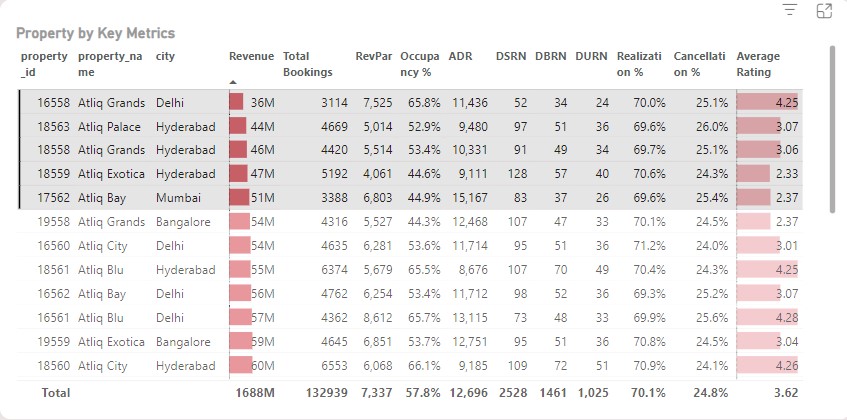 Property by Key Metrics
property_id property_name city Revenue Total Bookings RevPar Occupancy % ADR DSRN DBRN DURN Realization % Cancellation % Average Rating
16558 Atliq Grands Delhi 36M 3114 7,525 65.8% 11,436 52 34 24 70.0% 25.1% 4.25
18563 Atliq Palace Hyderabad 44M 4669 5,014 52.9% 9,480 97 51 36 69.6% 26.0% 3.07
18558 Atliq Grands Hyderabad 46M 4420 5,514 53.4% 10,331 91 49 34 69.7% 25.1% 3.06
18559 Atliq Exotica Hyderabad 47M 5192 4,061 44.6% 9,111 128 57 40 70.6% 24.3% 2.33
17562 Atliq Bay Mumbai 51M 3388 6,803 44.9% 15,167 83 37 26 69.6% 25.4% 2.37
19558 Atliq Grands Bangalore 54M 4316 5,527 44.3% 12,468 107 47 33 70.1% 24.5% 2.37
16560 Atliq City Delhi 54M 4635 6,281 53.6% 11,714 95 51 36 71.2% 24.0% 3.01
18561 Atliq Blu Hyderabad 55M 6374 5,679 65.5% 8,676 107 70 49 70.4% 24.3% 4.25
16562 Atliq Bay Delhi 56M 4762 6,254 53.4% 11,712 98 52 36 69.3% 25.2% 3.07
16561 Atliq Blu Delhi 57M 4362 8,612 65.7% 13,115 73 48 33 69.9% 25.6% 4.28
19559 Atliq Exotica Bangalore 59M 4645 6,851 53.7% 12,751 95 51 36 70.8% 24.5% 3.04
18560 Atliq City Hyderabad 60M 6553 6,068 66.1% 9,185 109 72 51 70.9% 24.1% 4.26
Total 1688M 132939 7,337 57.8% 12,696 2528 1461 1,025 70.1% 24.8% 3.62